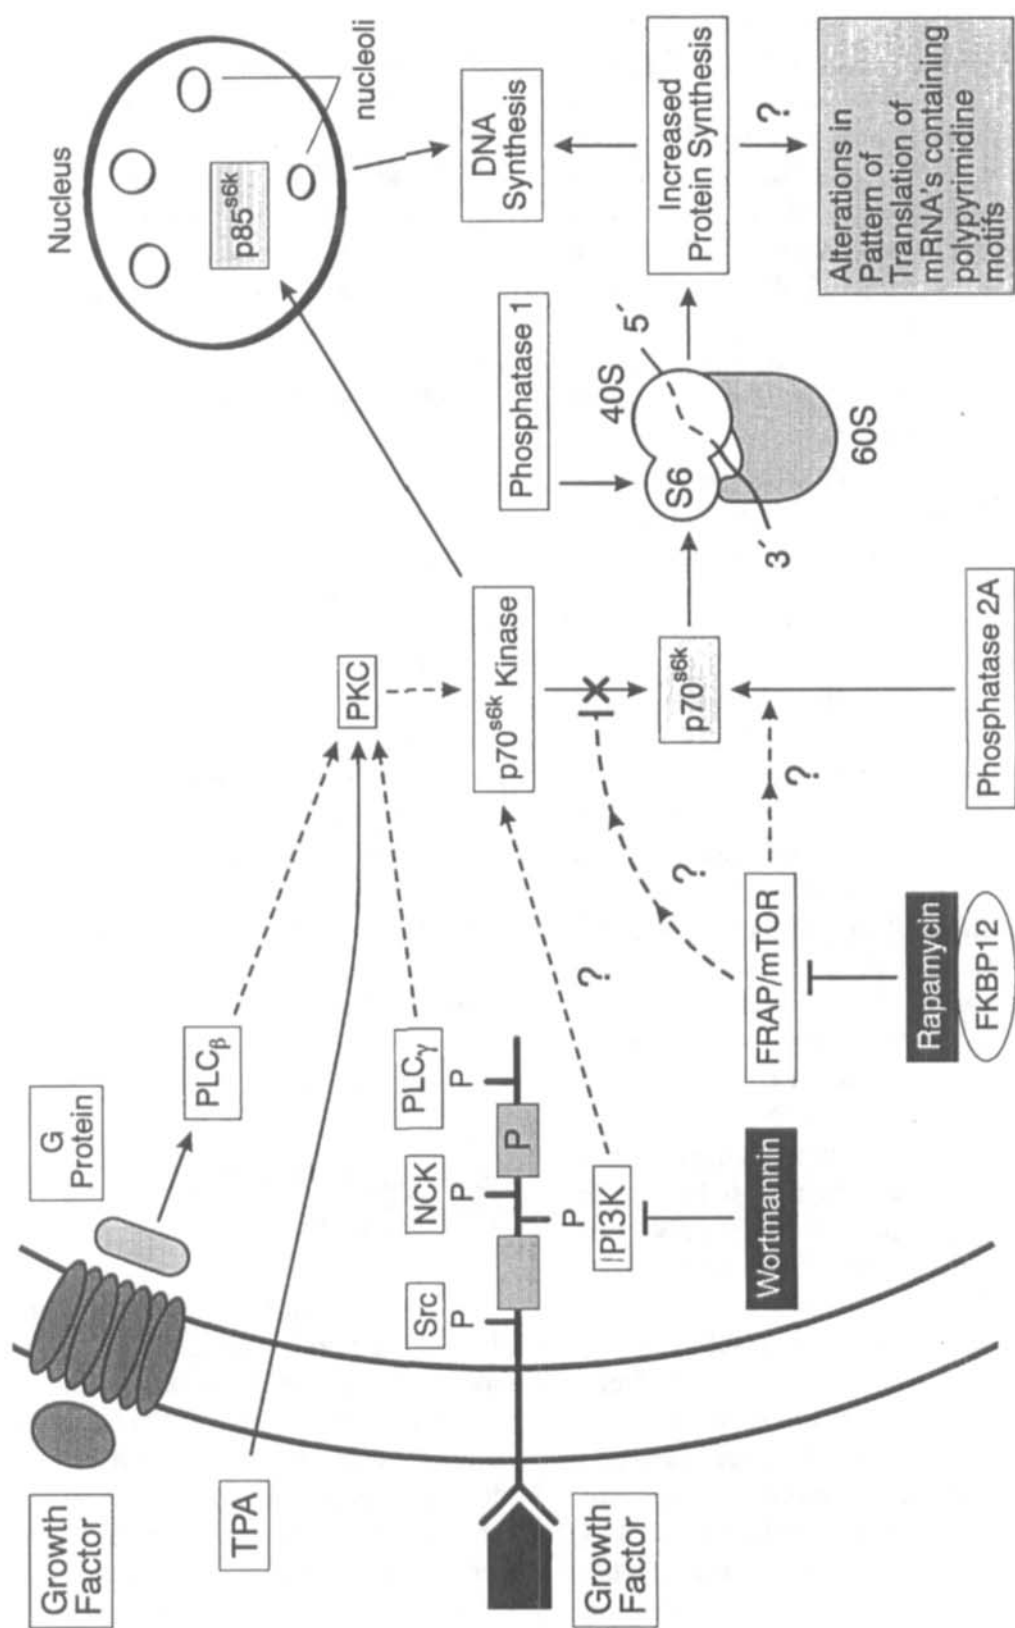 Growth
Factor
G
Protein
Nucleus
nucleoli
TPA
PLCβ
PKC
p85s6k
Src
P
NCK
P
PLCγ
P
P
P
PI3K
?
p70s6k Kinase
Phosphatase 1
DNA
Synthesis
Growth
Factor
Wortmannin
FRAP/mTOR
?
?
p70s6k
S6
40S
5´
3´
60S
Increased
Protein Synthesis
?
Rapamycin
FKBP12
Phosphatase 2A
Alterations in
Pattern of
Translation of
mRNA's containing
polypyrimidine
motifs